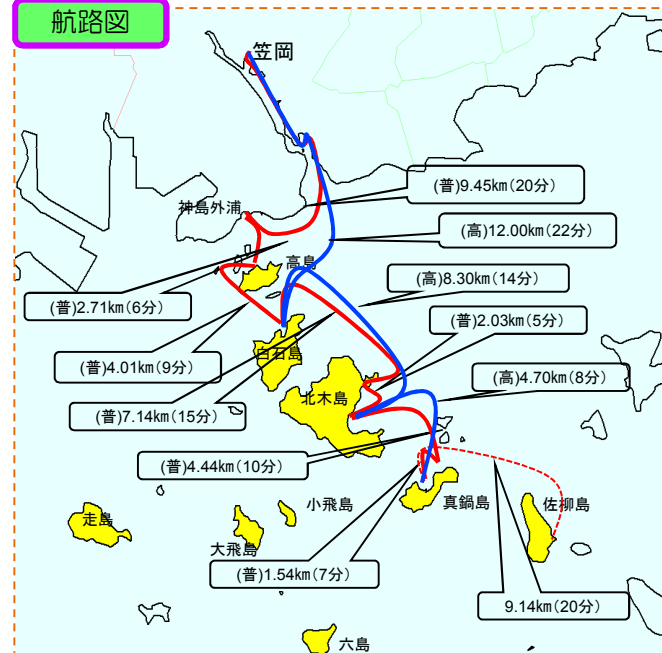 航路図
笠岡
(普)9.45km(20分)
神島外浦
(高)12.00km(22分)
高島
(高)8.30km(14分)
(普)2.71km(6分)
(普)2.03km(5分)
白石島
(普)4.01km(9分)
(高)4.70km(8分)
北木島
(普)7.14km(15分)
(普)4.44km(10分)
小飛島
真鍋島
佐柳島
走島
大飛島
(普)1.54km(7分)
9.14km(20分)
六島